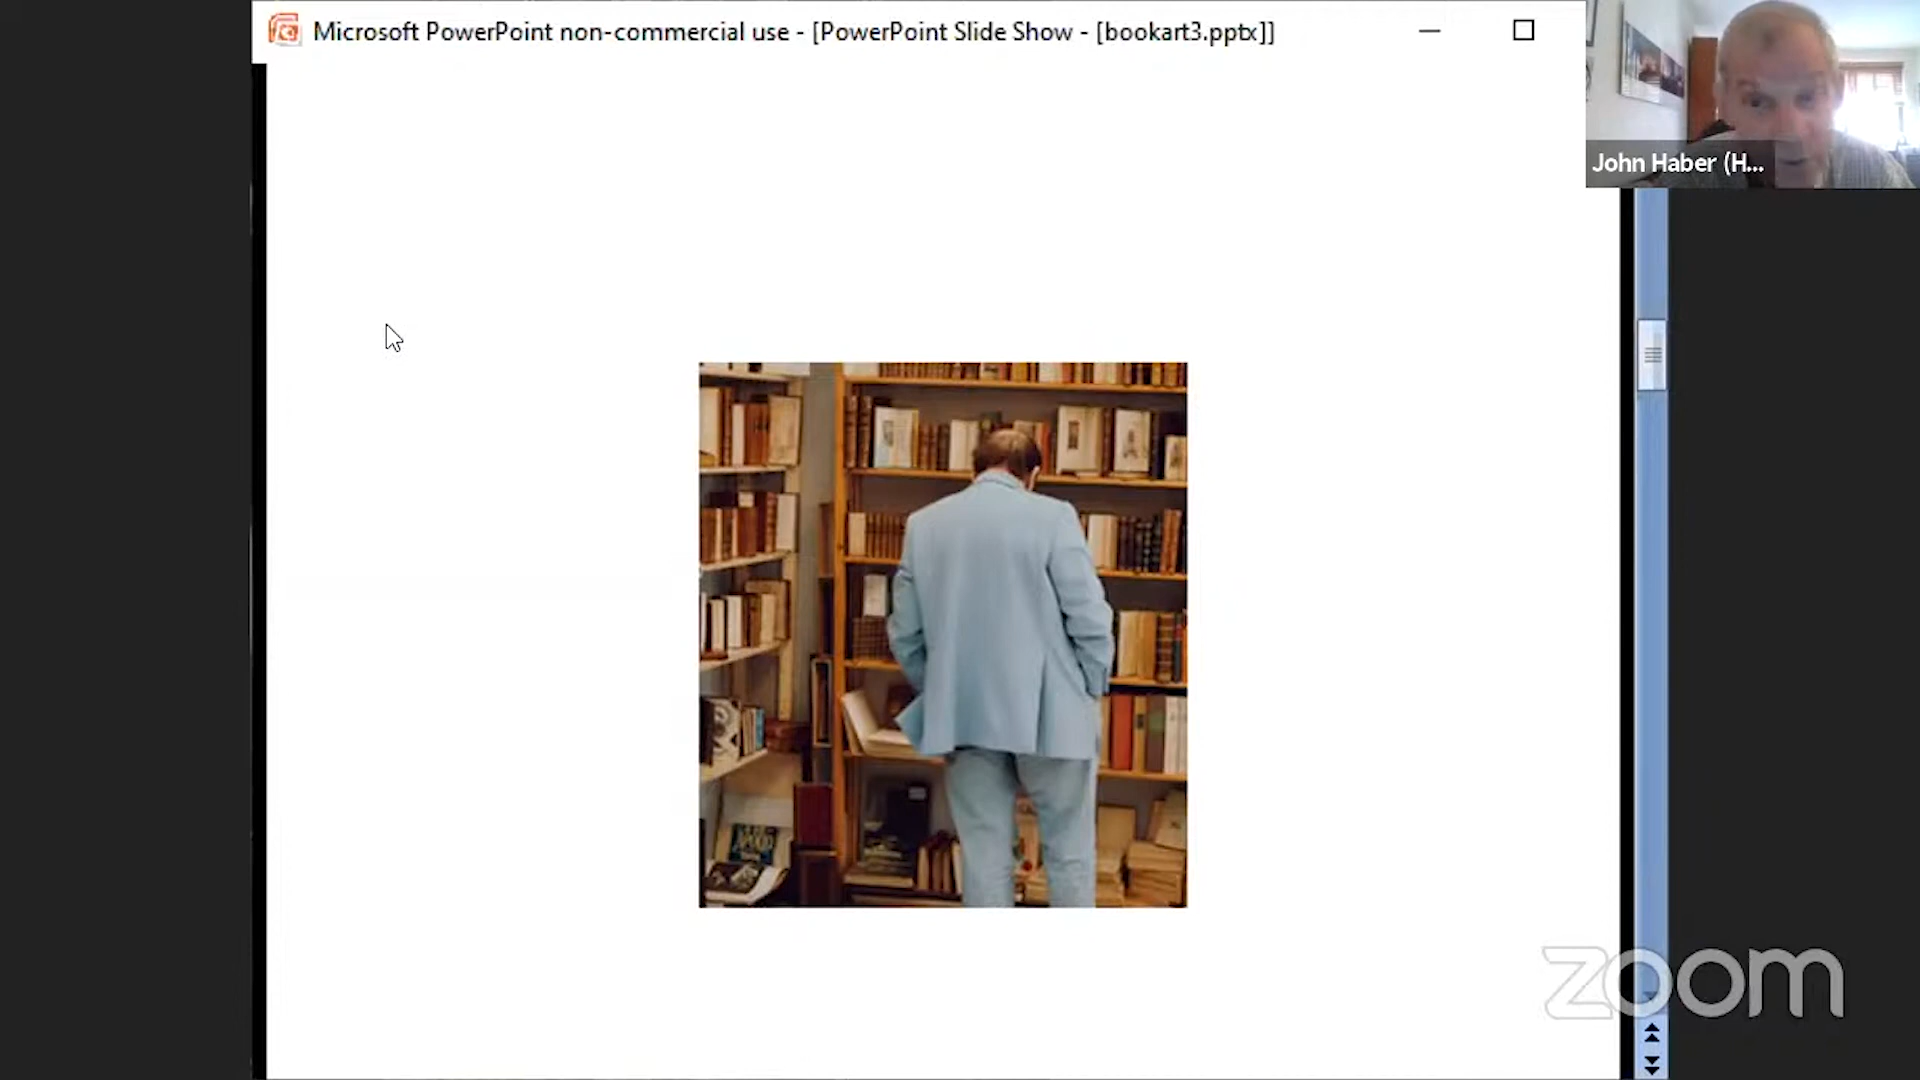 Microsoft PowerPoint non-commercial use - [PowerPoint Slide Show - [bookart3.pptx]]
John Haber (H...
zoom